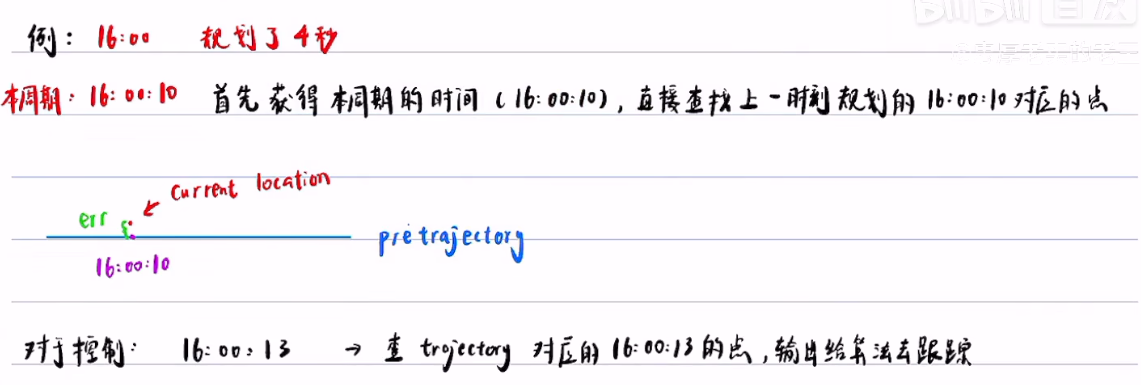 例： 16:00 规划了4秒
本周期：16:00:10 首先获得本周期的时间（16:00:10），直接查找上一时刻规划的16:00:10对应的点
current location
err
pre trajectory
16:00:10
对于控制： 16:00:13 → 查 trajectory 对应的16:00:13的点，输出给算法去跟踪